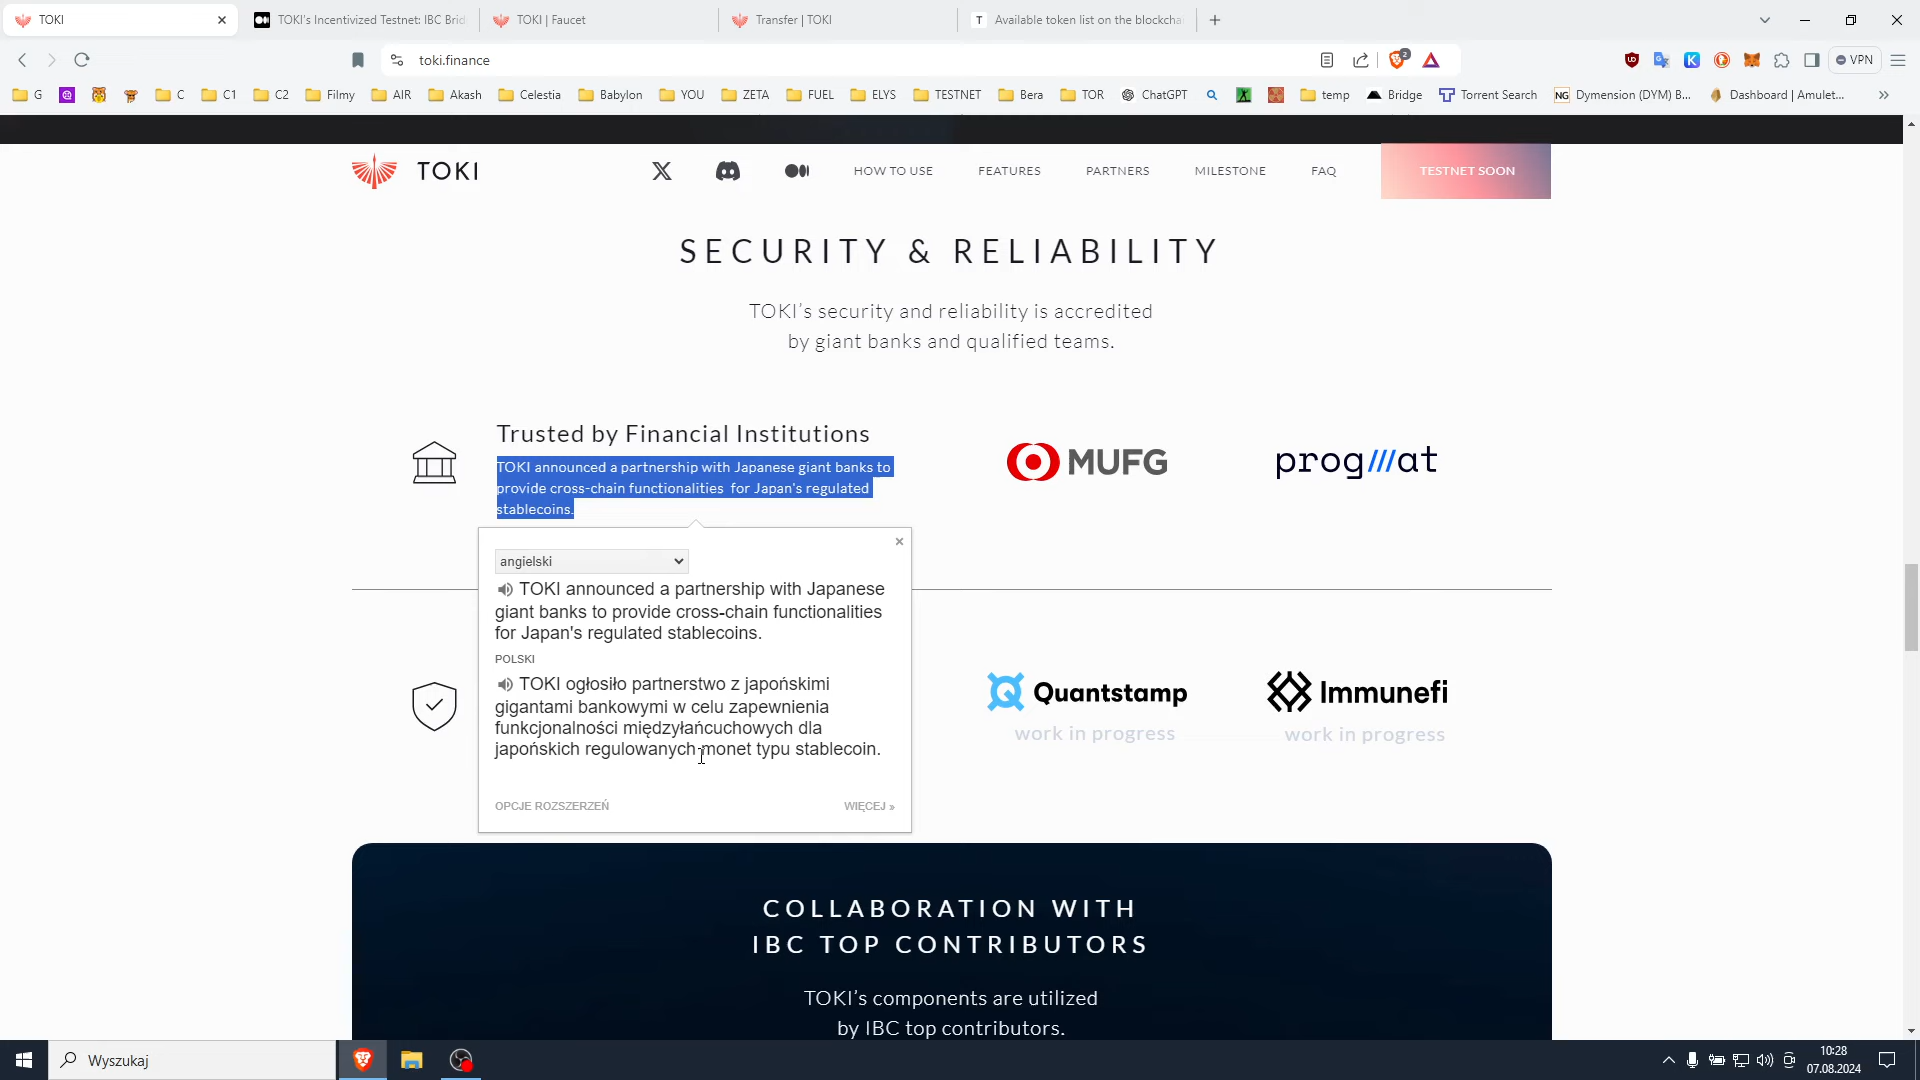 TOKI
TOKI's Incentivized Testnet: IBC Brid
TOKI | Faucet
Transfer | TOKI
T Available token list on the blockchai
toki.finance
2
VPN
G
C
C1
C2
Filmy
AIR
Akash
Celestia
Babylon
YOU
ZETA
FUEL
ELYS
TESTNET
Bera
TOR
ChatGPT
temp
Bridge
Torrent Search
NG Dymension (DYM) B...
Dashboard | Amulet...
TOKI
HOW TO USE
FEATURES
PARTNERS
MILESTONE
FAQ
TESTNET SOON
SECURITY & RELIABILITY
TOKI’s security and reliability is accredited
by giant banks and qualified teams.
Trusted by Financial Institutions
TOKI announced a partnership with Japanese giant banks to
provide cross-chain functionalities for Japan's regulated
stablecoins.
MUFG
prog///at
angielski
TOKI announced a partnership with Japanese
giant banks to provide cross-chain functionalities
for Japan's regulated stablecoins.
POLSKI
TOKI ogłosiło partnerstwo z japońskimi
gigantami bankowymi w celu zapewnienia
funkcjonalności międzyłańcuchowych dla
japońskich regulowanych monet typu stablecoin.
OPCJE ROZSZERZEŃ
WIĘCEJ »
Quantstamp
work in progress
Immunefi
work in progress
COLLABORATION WITH
IBC TOP CONTRIBUTORS
TOKI’s components are utilized
by IBC top contributors.
Wyszukaj
10:28
07.08.2024